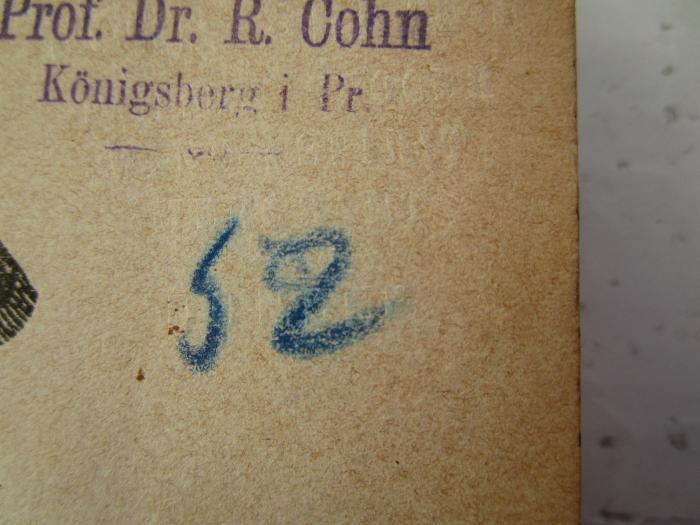 Prof. Dr. R. Cohn
Königsberg i Pr.
52